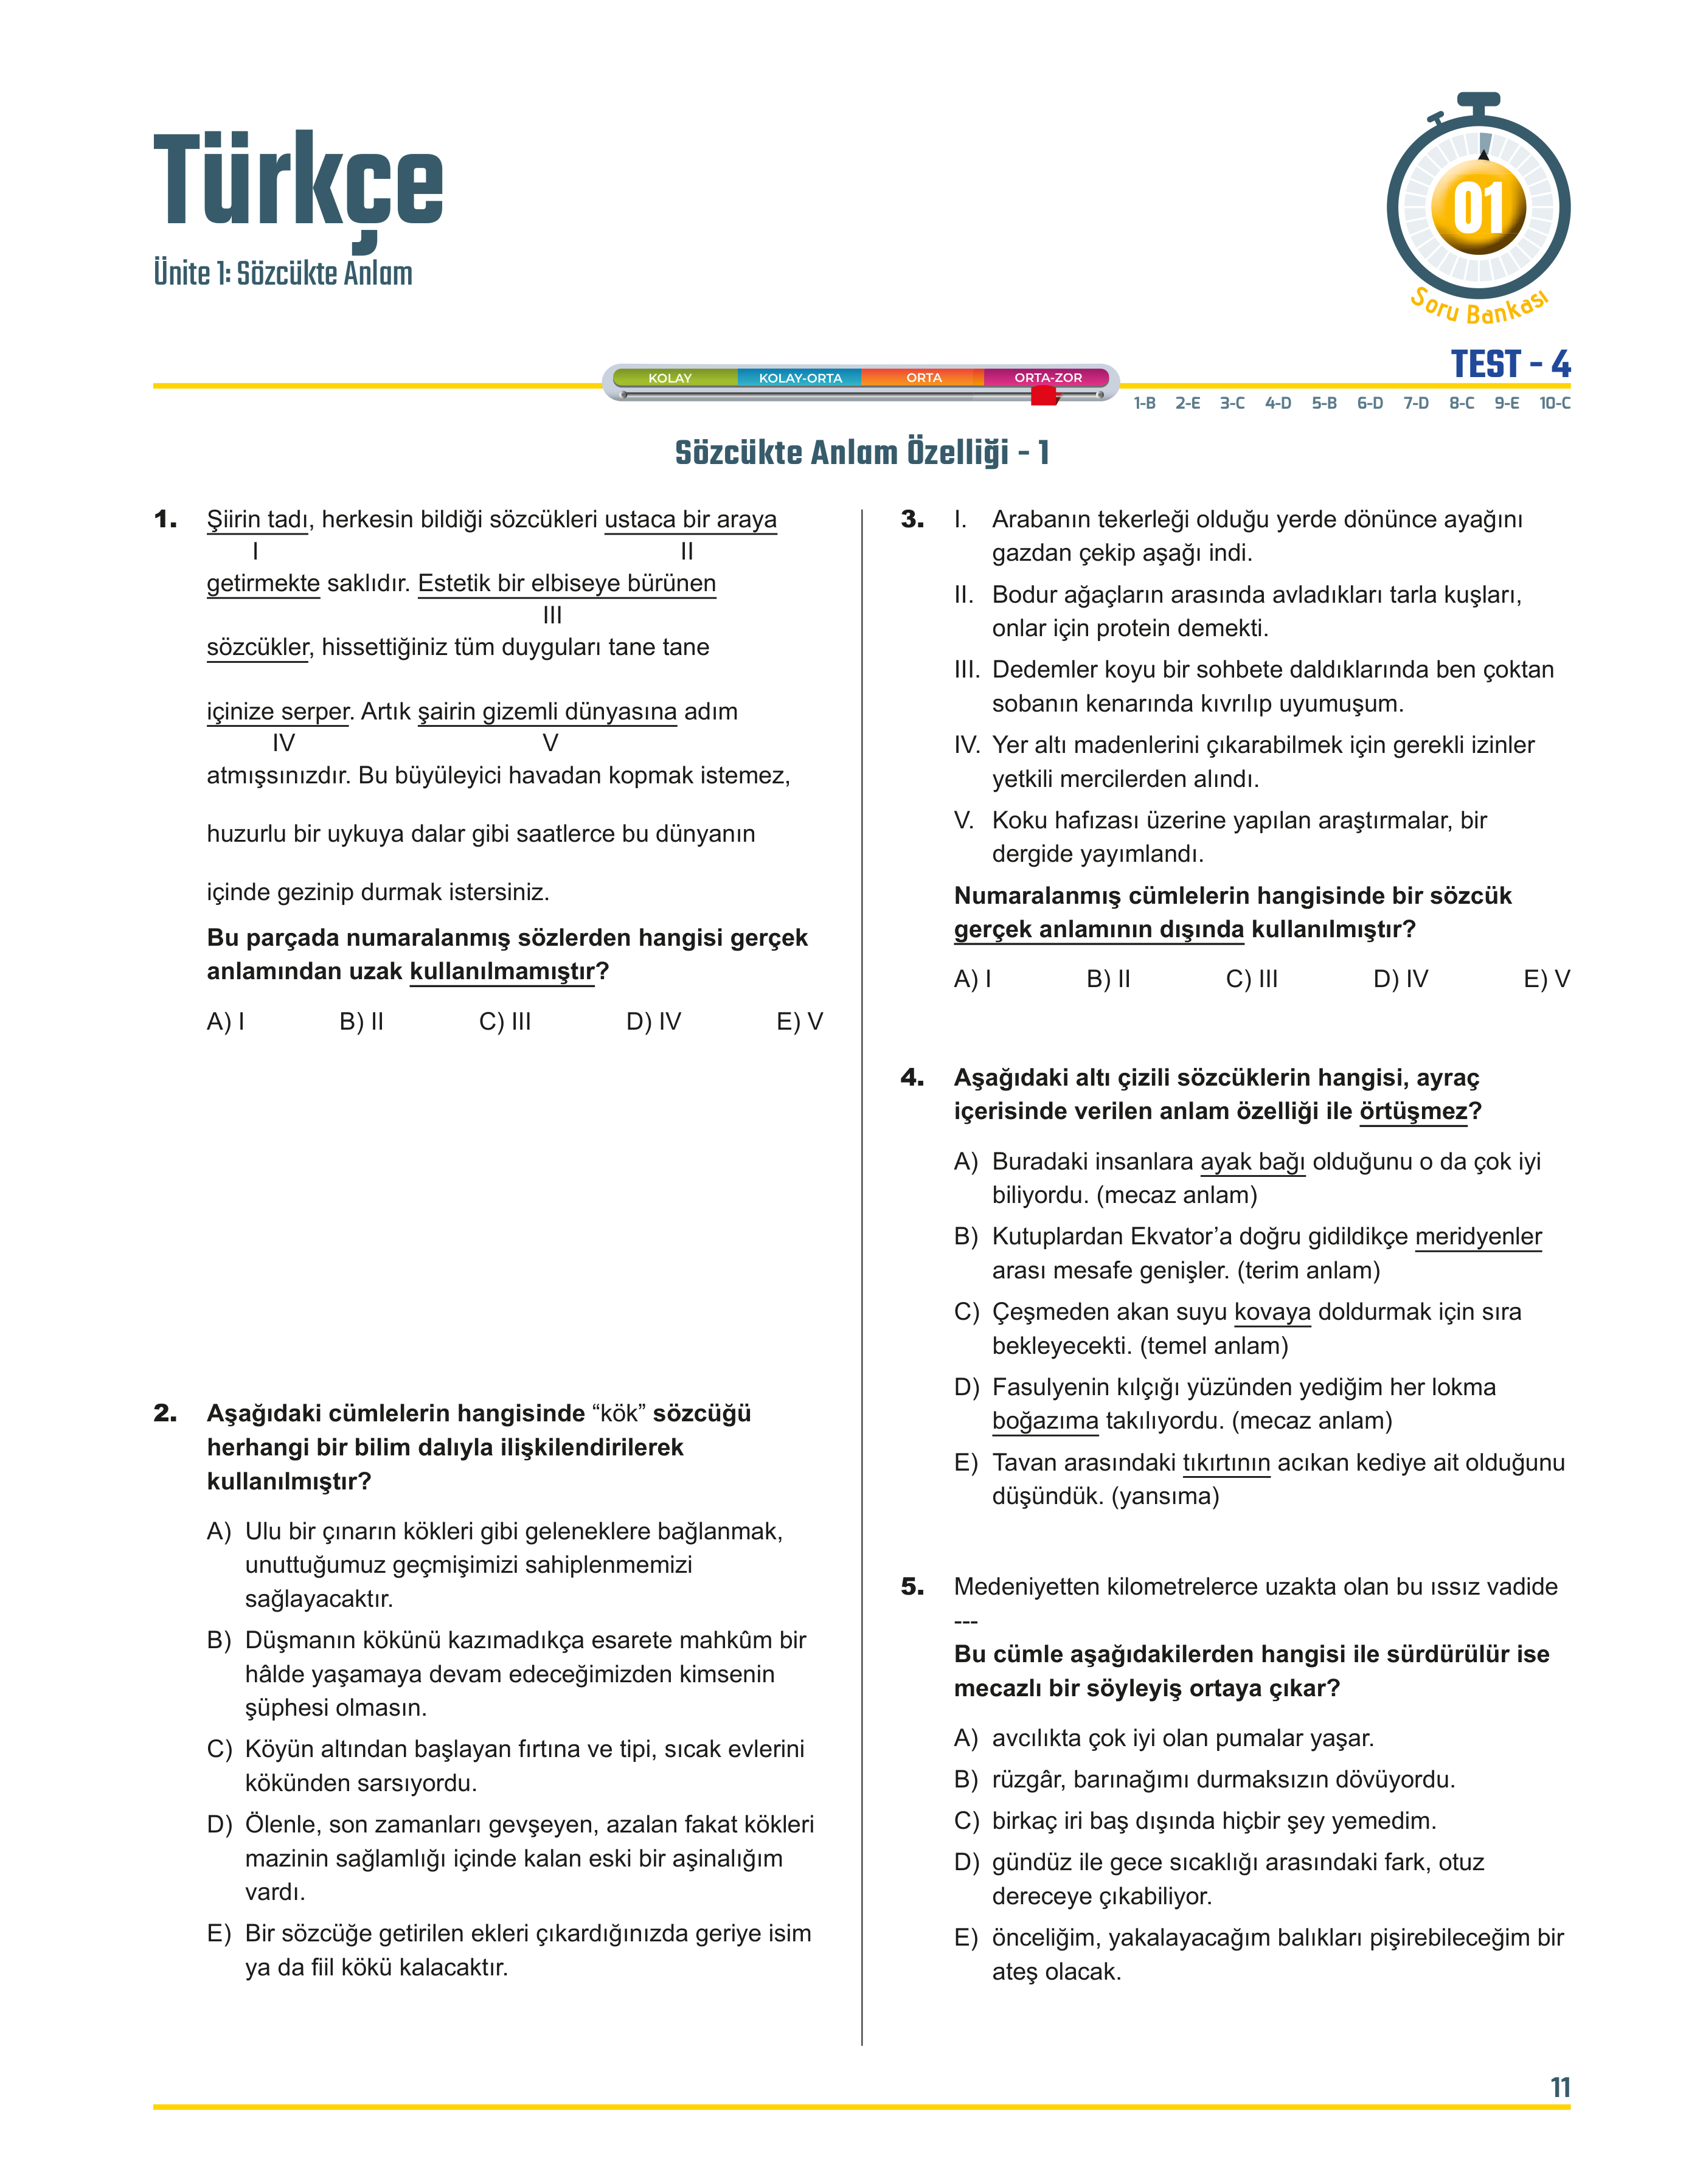 Türkçe
Ünite 1: Sözcükte Anlam
01
Soru Bankası
TEST - 4
KOLAY KOLAY-ORTA ORTA ORTA-ZOR
1-B 2-E 3-C 4-D 5-B 6-D 7-D 8-C 9-E 10-C
Sözcükte Anlam Özelliği - 1
1. Şiirin tadı, herkesin bildiği sözcükleri ustaca bir araya
I II
getirmekte saklıdır. Estetik bir elbiseye bürünen
III
sözcükler, hissettiğiniz tüm duyguları tane tane
içinize serper. Artık şairin gizemli dünyasına adım
IV V
atmışsınızdır. Bu büyüleyici havadan kopmak istemez,
huzurlu bir uykuya dalar gibi saatlerce bu dünyanın
içinde gezinip durmak istersiniz.
Bu parçada numaralanmış sözlerden hangisi gerçek
anlamından uzak kullanılmamıştır?
A) I B) II C) III D) IV E) V
2. Aşağıdaki cümlelerin hangisinde “kök” sözcüğü
herhangi bir bilim dalıyla ilişkilendirilerek
kullanılmıştır?
A) Ulu bir çınarın kökleri gibi geleneklere bağlanmak,
unuttuğumuz geçmişimizi sahiplenmemizi
sağlayacaktır.
B) Düşmanın kökünü kazımadıkça esarete mahkûm bir
hâlde yaşamaya devam edeceğimizden kimsenin
şüphesi olmasın.
C) Köyün altından başlayan fırtına ve tipi, sıcak evlerini
kökünden sarsıyordu.
D) Ölenle, son zamanları gevşeyen, azalan fakat kökleri
mazinin sağlamlığı içinde kalan eski bir aşinalığım
vardı.
E) Bir sözcüğe getirilen ekleri çıkardığınızda geriye isim
ya da fiil kökü kalacaktır.
3. I. Arabanın tekerleği olduğu yerde dönünce ayağını
gazdan çekip aşağı indi.
II. Bodur ağaçların arasında avladıkları tarla kuşları,
onlar için protein demekti.
III. Dedemler koyu bir sohbete daldıklarında ben çoktan
sobanın kenarında kıvrılıp uyumuşum.
IV. Yer altı madenlerini çıkarabilmek için gerekli izinler
yetkili mercilerden alındı.
V. Koku hafızası üzerine yapılan araştırmalar, bir
dergide yayımlandı.
Numaralanmış cümlelerin hangisinde bir sözcük
gerçek anlamının dışında kullanılmıştır?
A) I B) II C) III D) IV E) V
4. Aşağıdaki altı çizili sözcüklerin hangisi, ayraç
içerisinde verilen anlam özelliği ile örtüşmez?
A) Buradaki insanlara ayak bağı olduğunu o da çok iyi
biliyordu. (mecaz anlam)
B) Kutuplardan Ekvator’a doğru gidildikçe meridyenler
arası mesafe genişler. (terim anlam)
C) Çeşmeden akan suyu kovaya doldurmak için sıra
bekleyecekti. (temel anlam)
D) Fasulyenin kılçığı yüzünden yediğim her lokma
boğazıma takılıyordu. (mecaz anlam)
E) Tavan arasındaki tıkırtının acıkan kediye ait olduğunu
düşündük. (yansıma)
5. Medeniyetten kilometrelerce uzakta olan bu ıssız vadide
---
Bu cümle aşağıdakilerden hangisi ile sürdürülür ise
mecazlı bir söyleyiş ortaya çıkar?
A) avcılıkta çok iyi olan pumalar yaşar.
B) rüzgâr, barınağımı durmaksızın dövüyordu.
C) birkaç iri baş dışında hiçbir şey yemedim.
D) gündüz ile gece sıcaklığı arasındaki fark, otuz
dereceye çıkabiliyor.
E) önceliğim, yakalayacağım balıkları pişirebileceğim bir
ateş olacak.
11